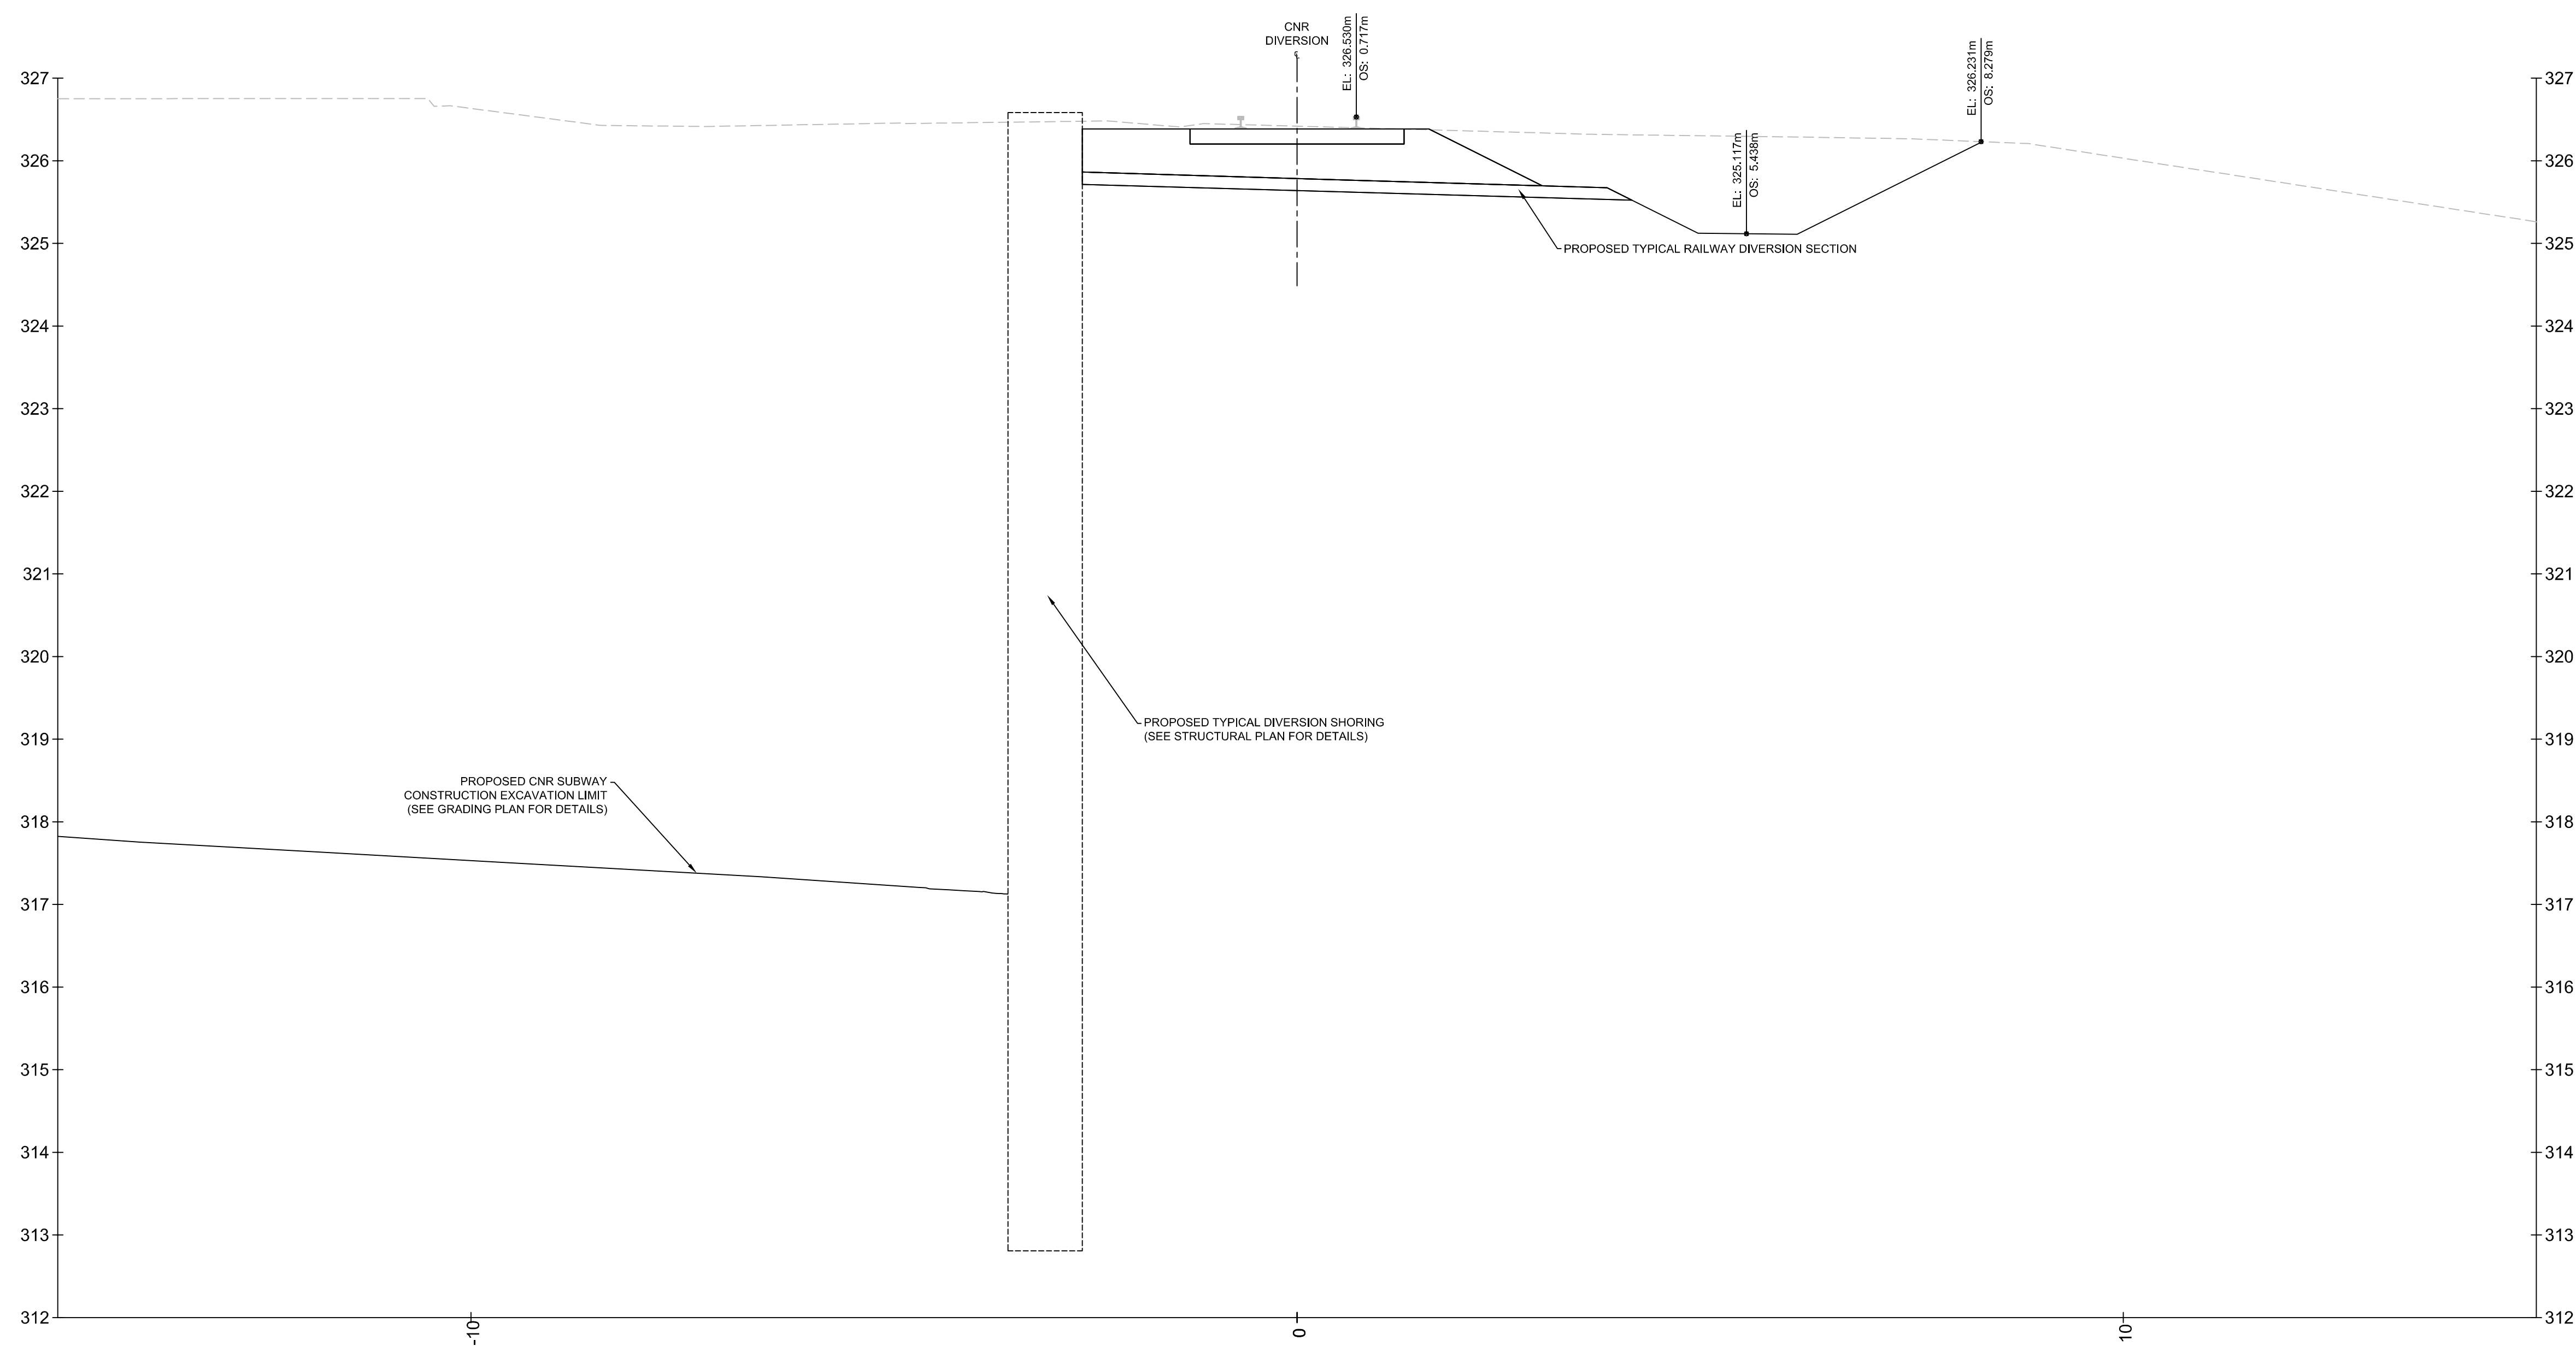 CNR
DIVERSION
℄
EL: 326.530m
OS: 0.717m
EL: 326.231m
OS: 8.279m
EL: 325.117m
OS: 5.438m
PROPOSED TYPICAL RAILWAY DIVERSION SECTION
PROPOSED TYPICAL DIVERSION SHORING
(SEE STRUCTURAL PLAN FOR DETAILS)
PROPOSED CNR SUBWAY
CONSTRUCTION EXCAVATION LIMIT
(SEE GRADING PLAN FOR DETAILS)
327
326
325
324
323
322
321
320
319
318
317
316
315
314
313
312
327
326
325
324
323
322
321
320
319
318
317
316
315
314
313
312
-10
0
10